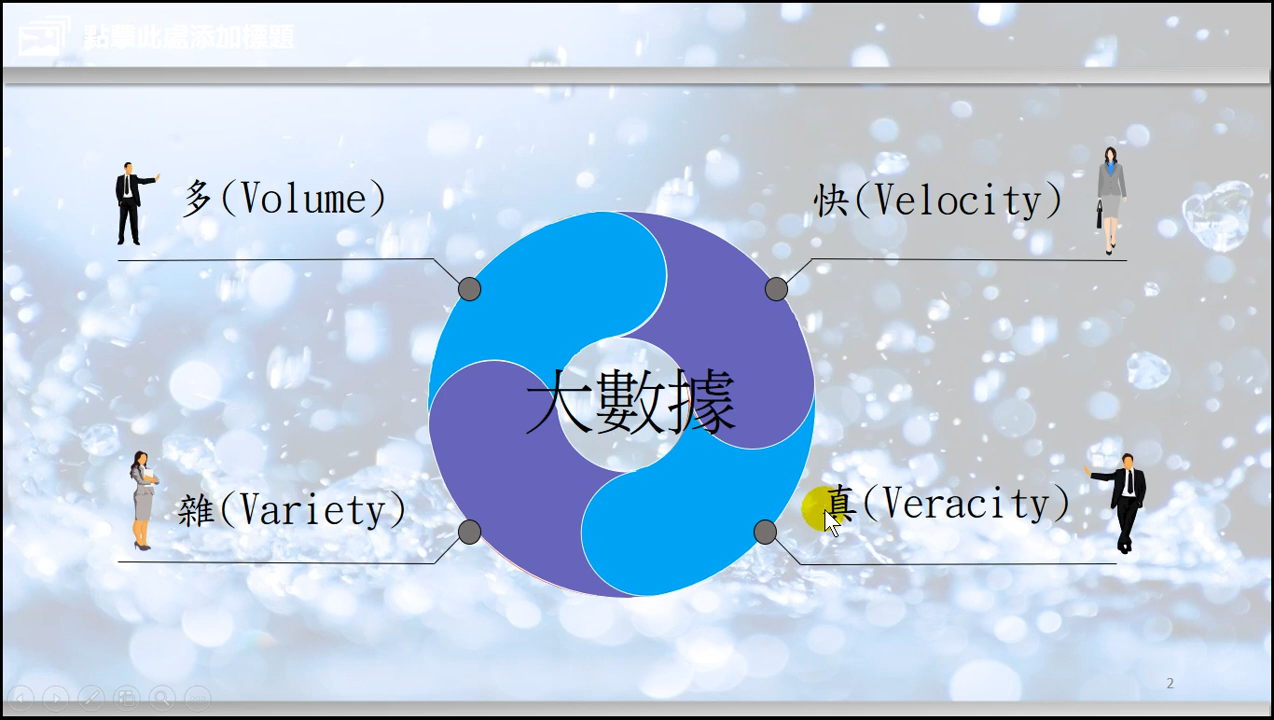 點擊此處添加標題
多(Volume)
快(Velocity)
大數據
雜(Variety)
真(Veracity)
2